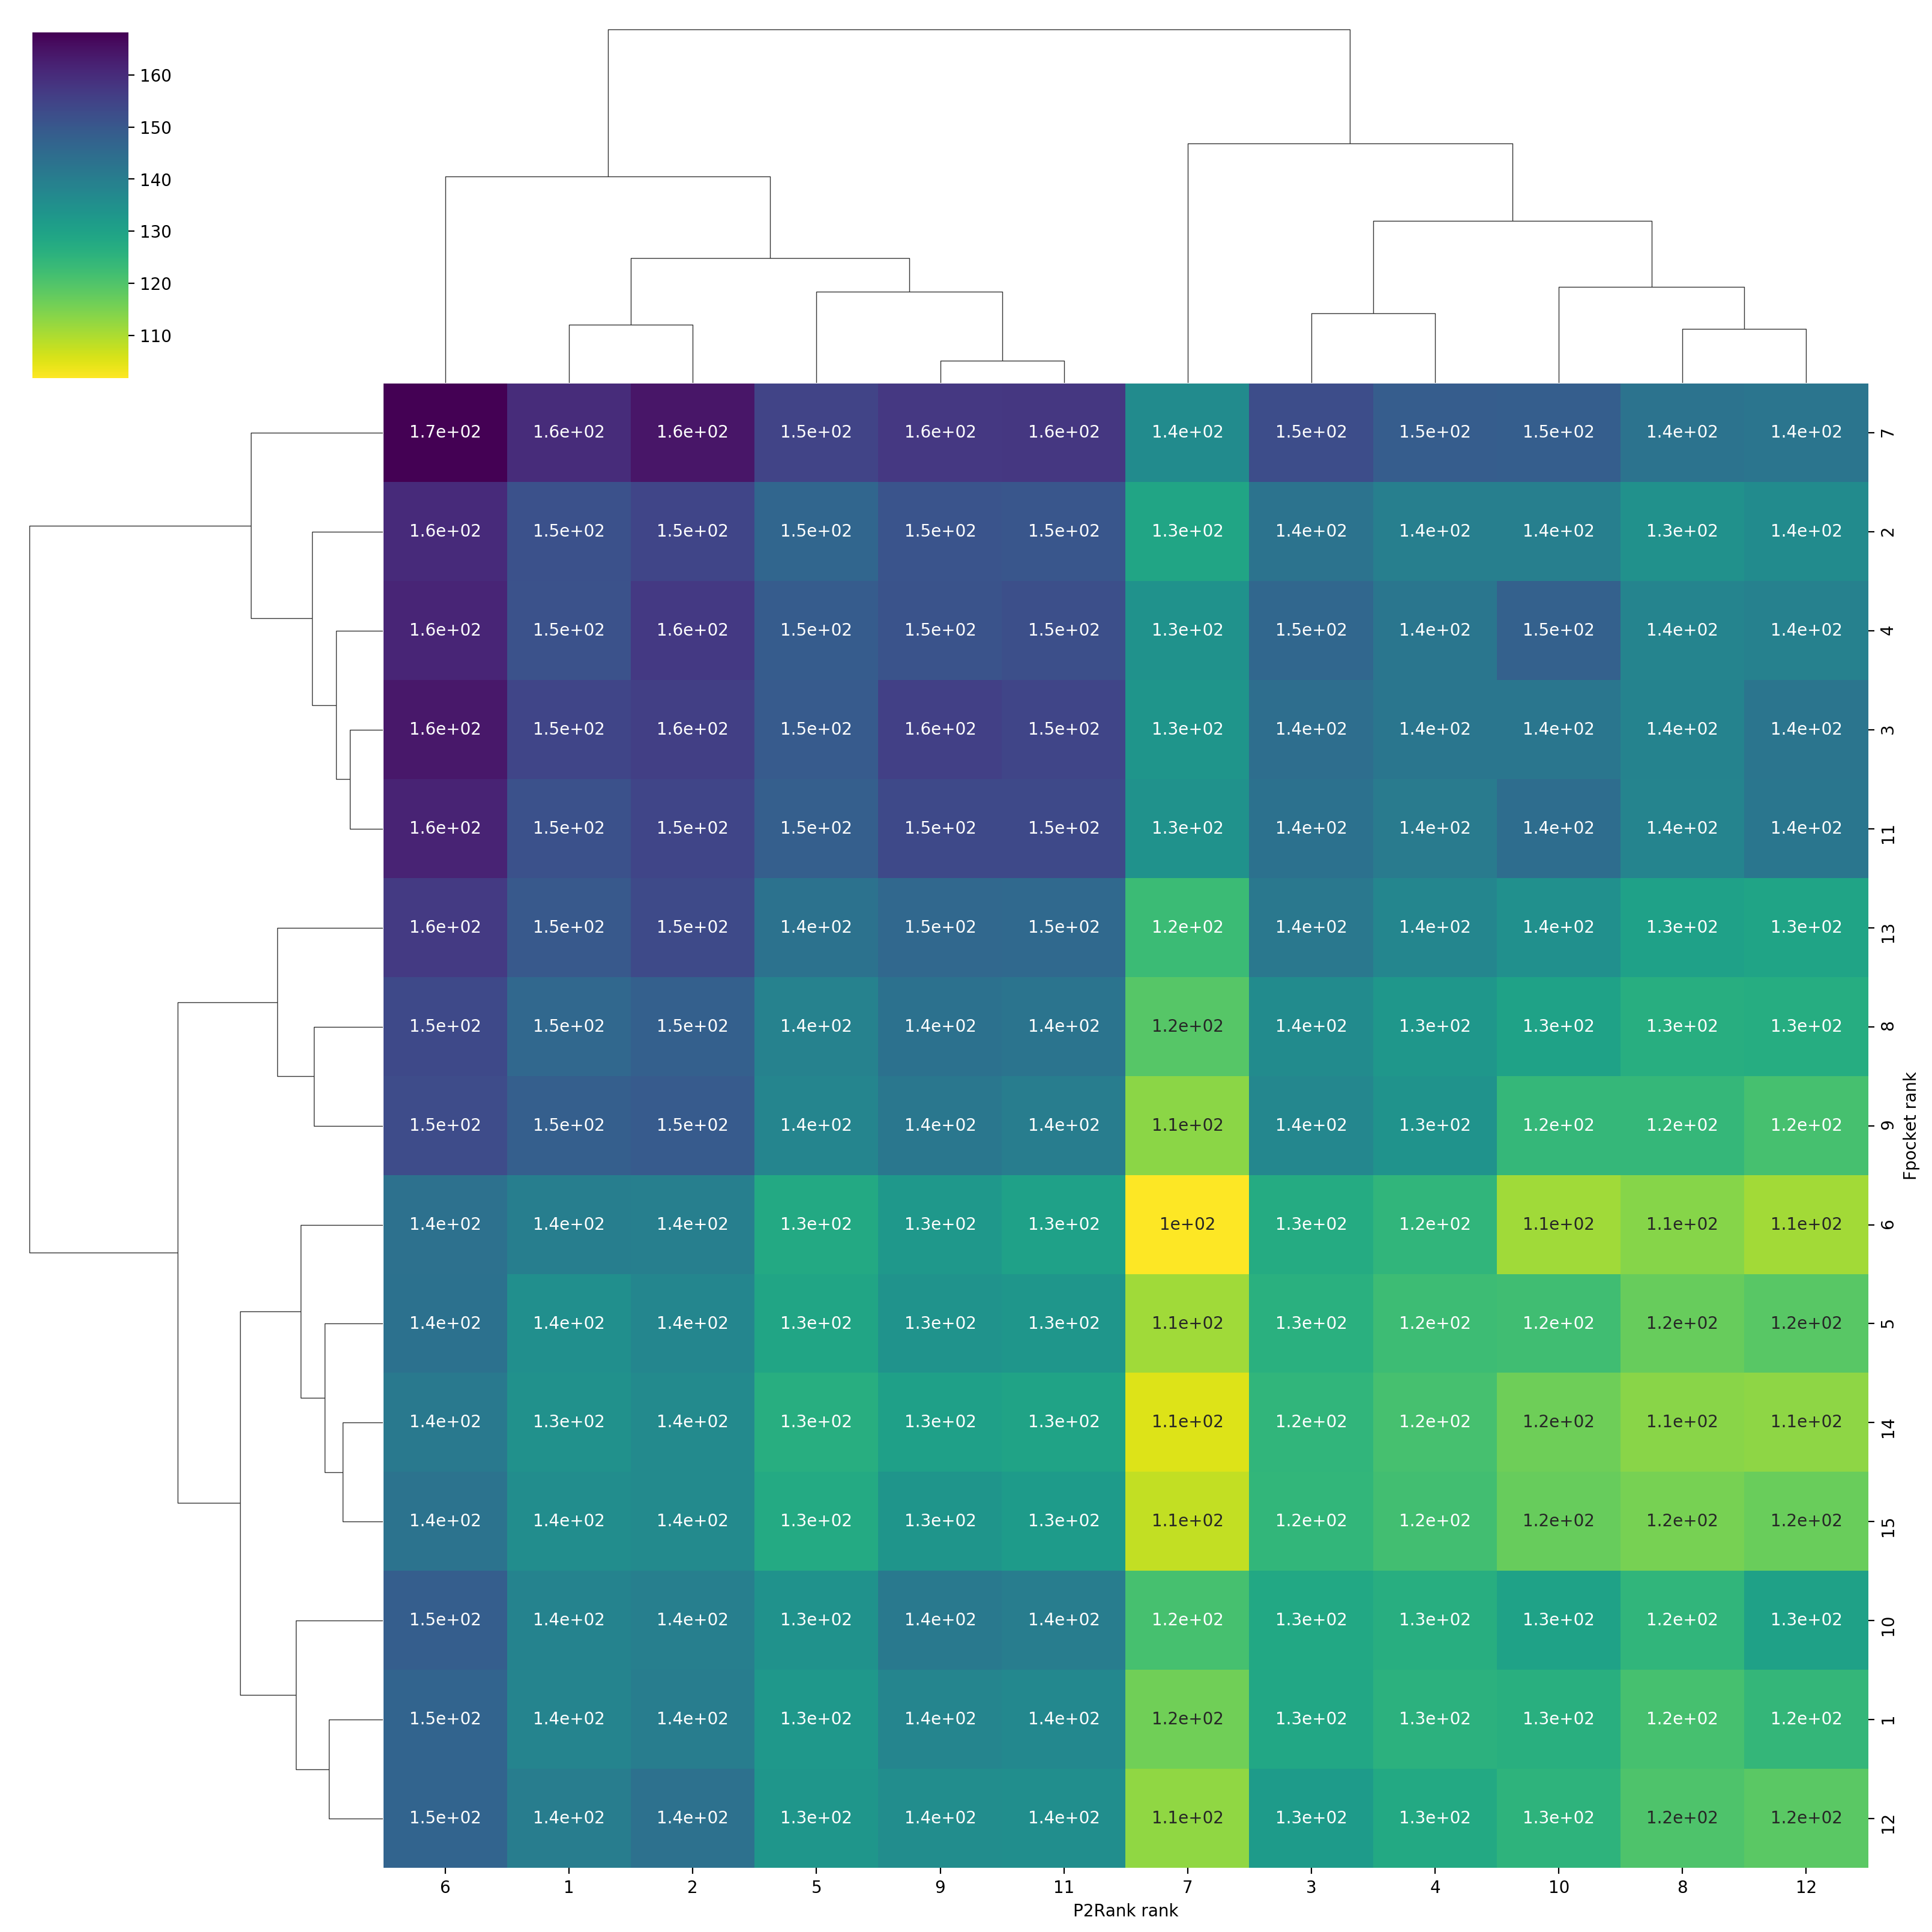 160
150
140
130
120
110
1.7e+02 1.6e+02 1.6e+02 1.5e+02 1.6e+02 1.6e+02 1.4e+02 1.5e+02 1.5e+02 1.5e+02 1.4e+02 1.4e+02 7
1.6e+02 1.5e+02 1.5e+02 1.5e+02 1.5e+02 1.5e+02 1.3e+02 1.4e+02 1.4e+02 1.4e+02 1.3e+02 1.4e+02 2
1.6e+02 1.5e+02 1.6e+02 1.5e+02 1.5e+02 1.5e+02 1.3e+02 1.5e+02 1.4e+02 1.5e+02 1.4e+02 1.4e+02 4
1.6e+02 1.5e+02 1.6e+02 1.5e+02 1.6e+02 1.5e+02 1.3e+02 1.4e+02 1.4e+02 1.4e+02 1.4e+02 1.4e+02 3
1.6e+02 1.5e+02 1.5e+02 1.5e+02 1.5e+02 1.5e+02 1.3e+02 1.4e+02 1.4e+02 1.4e+02 1.4e+02 1.4e+02 11
1.6e+02 1.5e+02 1.5e+02 1.4e+02 1.5e+02 1.5e+02 1.2e+02 1.4e+02 1.4e+02 1.4e+02 1.3e+02 1.3e+02 13
1.5e+02 1.5e+02 1.5e+02 1.4e+02 1.4e+02 1.4e+02 1.2e+02 1.4e+02 1.3e+02 1.3e+02 1.3e+02 1.3e+02 8
1.5e+02 1.5e+02 1.5e+02 1.4e+02 1.4e+02 1.4e+02 1.1e+02 1.4e+02 1.3e+02 1.2e+02 1.2e+02 1.2e+02 9
1.4e+02 1.4e+02 1.4e+02 1.3e+02 1.3e+02 1.3e+02 1e+02 1.3e+02 1.2e+02 1.1e+02 1.1e+02 1.1e+02 6
1.4e+02 1.4e+02 1.4e+02 1.3e+02 1.3e+02 1.3e+02 1.1e+02 1.3e+02 1.2e+02 1.2e+02 1.2e+02 1.2e+02 5
1.4e+02 1.3e+02 1.4e+02 1.3e+02 1.3e+02 1.3e+02 1.1e+02 1.2e+02 1.2e+02 1.2e+02 1.1e+02 1.1e+02 14
1.4e+02 1.4e+02 1.4e+02 1.3e+02 1.3e+02 1.3e+02 1.1e+02 1.2e+02 1.2e+02 1.2e+02 1.2e+02 1.2e+02 15
1.5e+02 1.4e+02 1.4e+02 1.3e+02 1.4e+02 1.4e+02 1.2e+02 1.3e+02 1.3e+02 1.3e+02 1.2e+02 1.3e+02 10
1.5e+02 1.4e+02 1.4e+02 1.3e+02 1.4e+02 1.4e+02 1.2e+02 1.3e+02 1.3e+02 1.3e+02 1.2e+02 1.2e+02 1
1.5e+02 1.4e+02 1.4e+02 1.3e+02 1.4e+02 1.4e+02 1.1e+02 1.3e+02 1.3e+02 1.3e+02 1.2e+02 1.2e+02 12
Fpocket rank
6 1 2 5 9 11 7 3 4 10 8 12
P2Rank rank